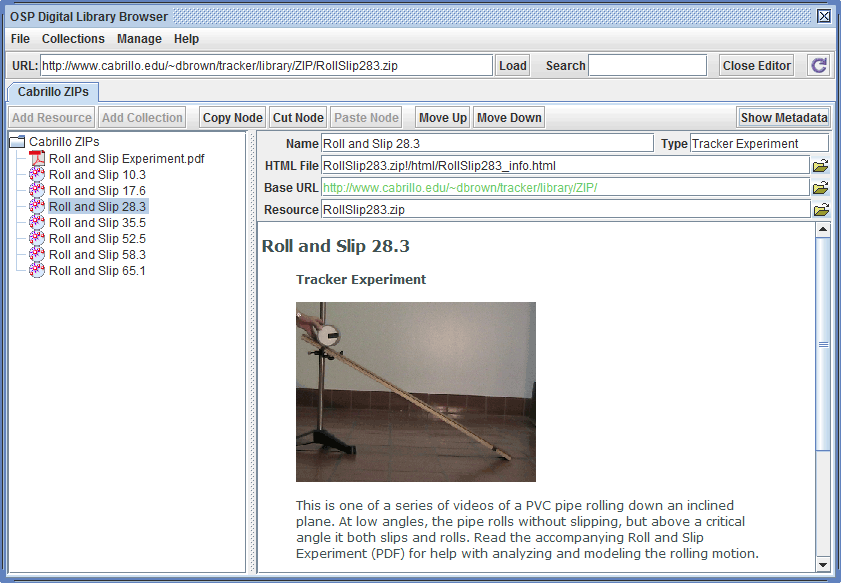 OSP Digital Library Browser
File Collections Manage Help
URL: http://www.cabrillo.edu/~dbrown/tracker/library/ZIP/RollSlip283.zip Load Search Close Editor
Cabrillo ZIPs
Add Resource Add Collection Copy Node Cut Node Paste Node Move Up Move Down Show Metadata
Cabrillo ZIPs
Roll and Slip Experiment.pdf
Roll and Slip 10.3
Roll and Slip 17.6
Roll and Slip 28.3
Roll and Slip 35.5
Roll and Slip 52.5
Roll and Slip 58.3
Roll and Slip 65.1
Name Roll and Slip 28.3 Type Tracker Experiment
HTML File RollSlip283.zip!/html/RollSlip283_info.html
Base URL http://www.cabrillo.edu/~dbrown/tracker/library/ZIP/
Resource RollSlip283.zip
Roll and Slip 28.3
Tracker Experiment
This is one of a series of videos of a PVC pipe rolling down an inclined
plane. At low angles, the pipe rolls without slipping, but above a critical
angle it both slips and rolls. Read the accompanying Roll and Slip
Experiment (PDF) for help with analyzing and modeling the rolling motion.